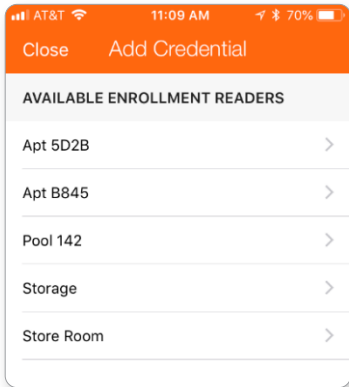 AT&T 11:09 AM 70%
Close Add Credential
AVAILABLE ENROLLMENT READERS
Apt 5D2B
Apt B845
Pool 142
Storage
Store Room